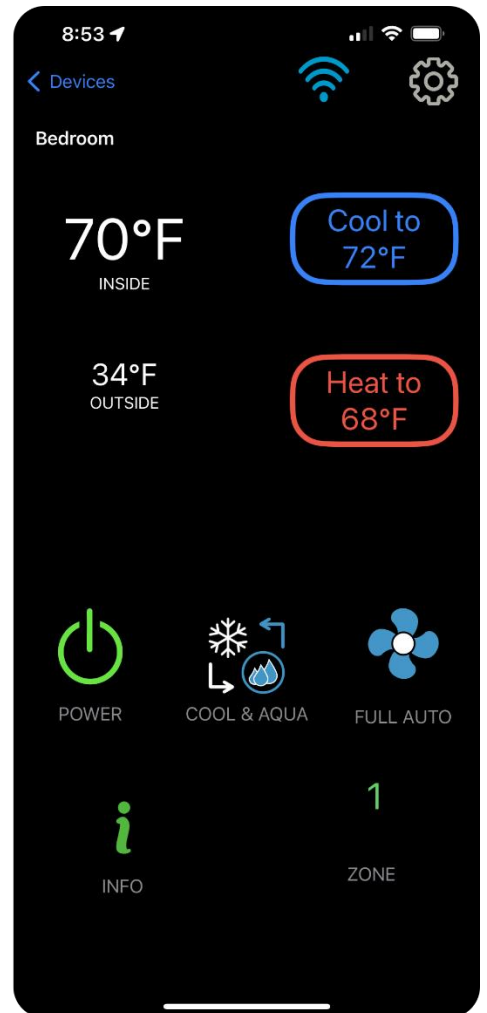 8:53
Devices
Bedroom
70°F
INSIDE
Cool to
72°F
34°F
OUTSIDE
Heat to
68°F
POWER
COOL & AQUA
FULL AUTO
i
INFO
1
ZONE